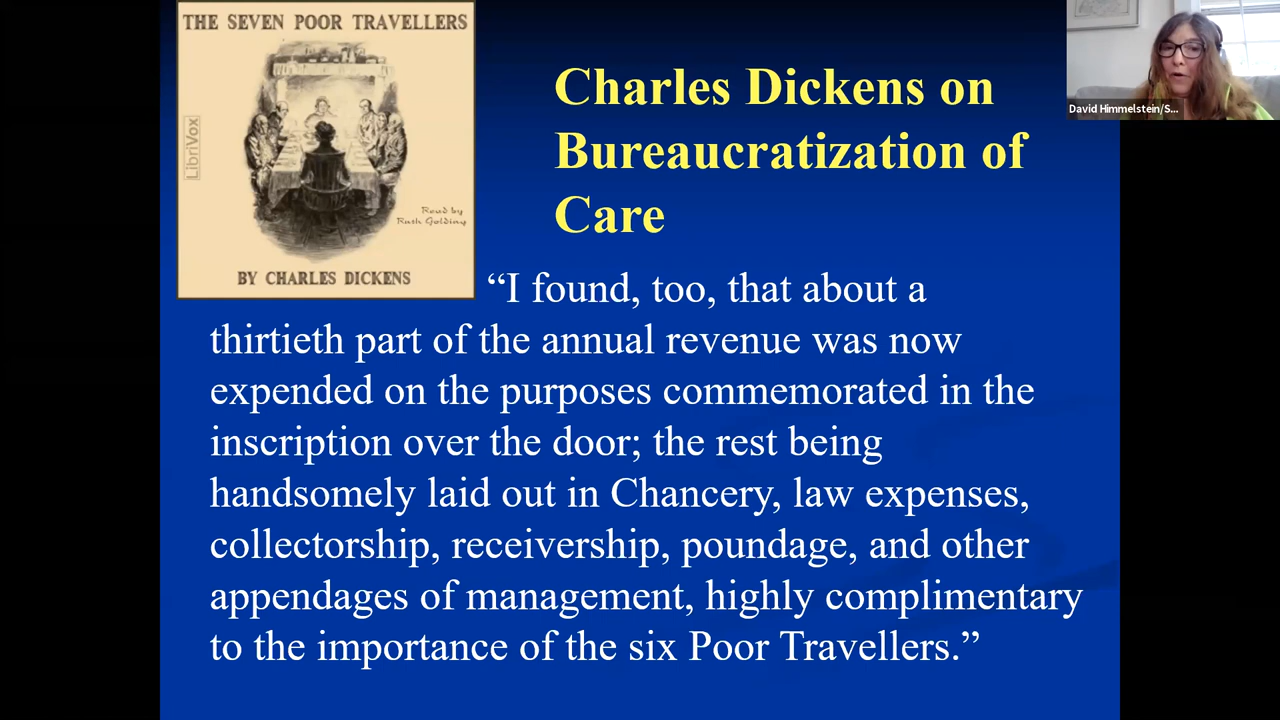 THE SEVEN POOR TRAVELLERS
LibriVox
Read by
Ruth Golding
BY CHARLES DICKENS
Charles Dickens on
Bureaucratization of
Care
“I found, too, that about a
thirtieth part of the annual revenue was now
expended on the purposes commemorated in the
inscription over the door; the rest being
handsomely laid out in Chancery, law expenses,
collectorship, receivership, poundage, and other
appendages of management, highly complimentary
to the importance of the six Poor Travellers.”
David Himmelstein/S...